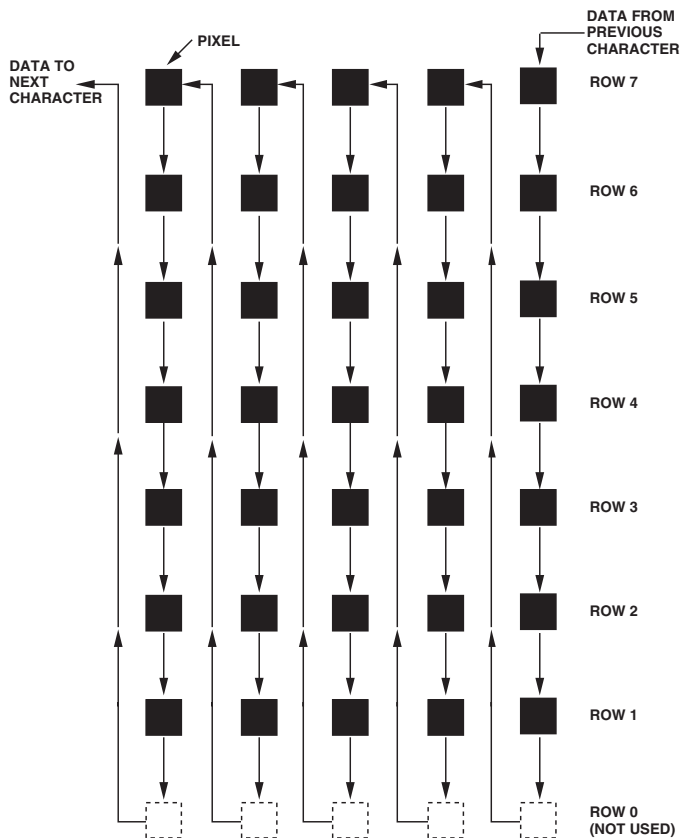 DATA FROM
PREVIOUS
CHARACTER
PIXEL
DATA TO
NEXT
CHARACTER
ROW 7
ROW 6
ROW 5
ROW 4
ROW 3
ROW 2
ROW 1
ROW 0
(NOT USED)